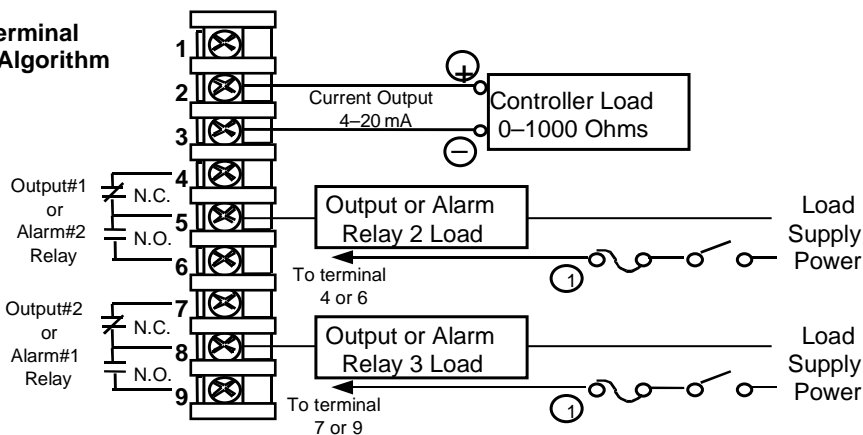 erminal
Algorithm
1
2
3
4
5
6
7
8
9
+
Current Output
4–20 mA
–
Controller Load
0–1000 Ohms
Output#1
or
Alarm#2
Relay
N.C.
N.O.
Output or Alarm
Relay 2 Load
To terminal
4 or 6
1
Load
Supply
Power
Output#2
or
Alarm#1
Relay
N.C.
N.O.
Output or Alarm
Relay 3 Load
To terminal
7 or 9
1
Load
Supply
Power